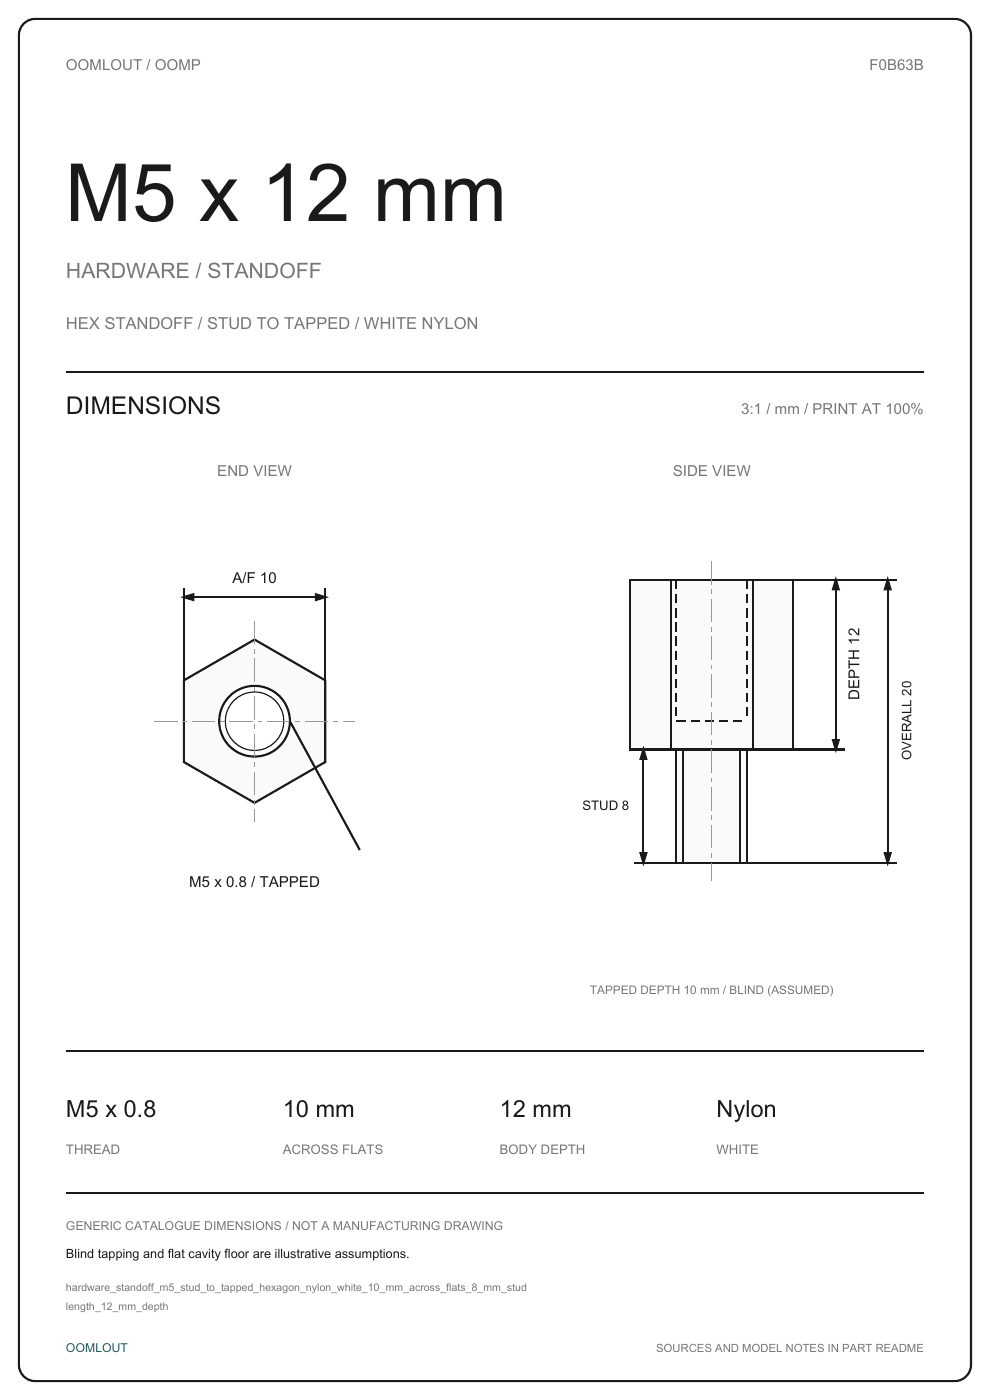 OOMLOUT / OOMP
F0B63B
M5 x 12 mm
HARDWARE / STANDOFF
HEX STANDOFF / STUD TO TAPPED / WHITE NYLON
DIMENSIONS
3:1 / mm / PRINT AT 100%
END VIEW
SIDE VIEW
A/F 10
DEPTH 12
OVERALL 20
STUD 8
M5 x 0.8 / TAPPED
TAPPED DEPTH 10 mm / BLIND (ASSUMED)
M5 x 0.8
10 mm
12 mm
Nylon
THREAD
ACROSS FLATS
BODY DEPTH
WHITE
GENERIC CATALOGUE DIMENSIONS / NOT A MANUFACTURING DRAWING
Blind tapping and flat cavity floor are illustrative assumptions.
hardware_standoff_m5_stud_to_tapped_hexagon_nylon_white_10_mm_across_flats_8_mm_stud
length_12_mm_depth
OOMLOUT
SOURCES AND MODEL NOTES IN PART README